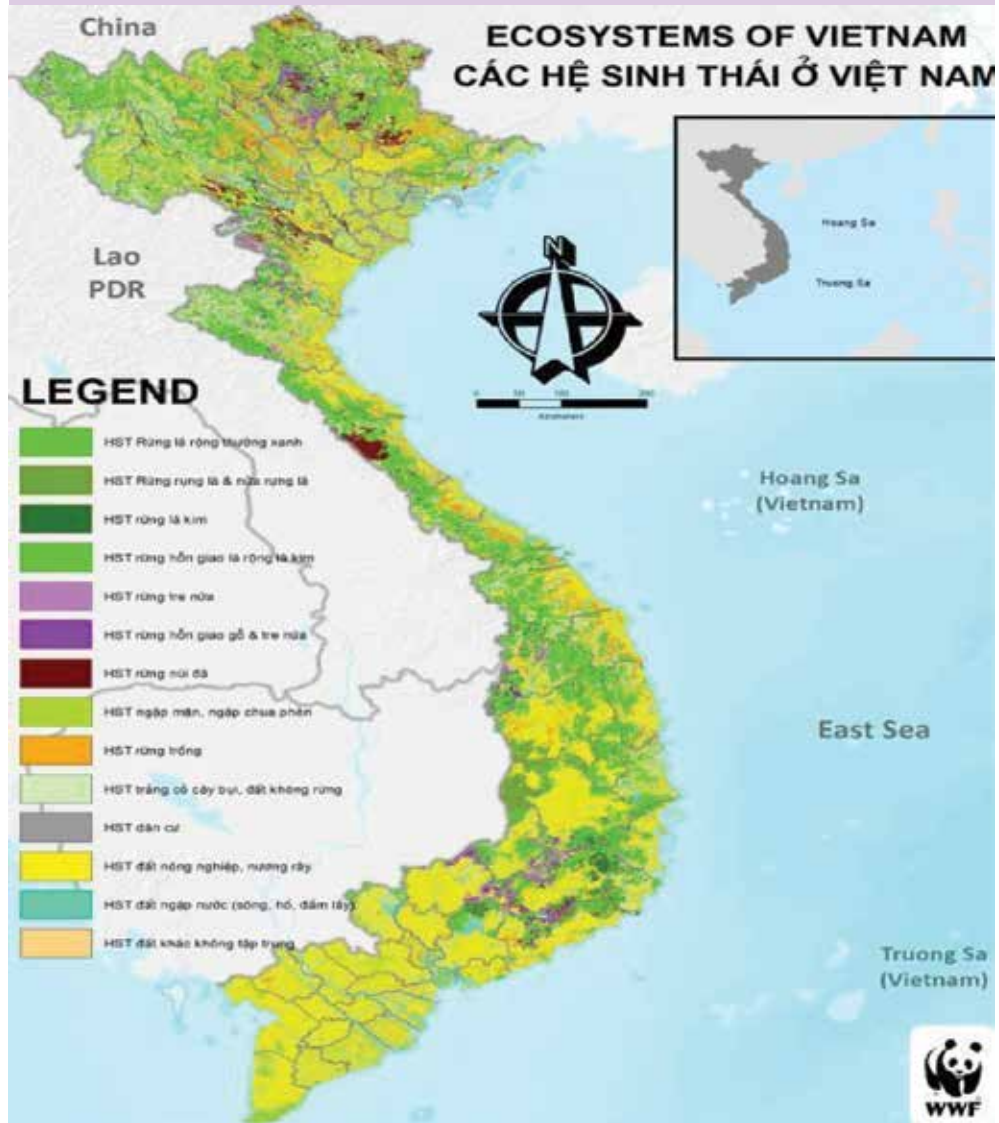 China
ECOSYSTEMS OF VIETNAM
CÁC HỆ SINH THÁI Ở VIỆT NAM
Hoang Sa
Truong Sa
Lao
PDR
N
LEGEND
HST Rừng lá rộng thường xanh
HST Rừng rụng lá & nửa rụng lá
HST rừng lá kim
HST rừng hỗn giao lá rộng lá kim
HST rừng tre nứa
HST rừng hỗn giao gỗ & tre nứa
HST rừng núi đá
HST ngập mặn, ngập chua phèn
HST rừng trồng
HST trảng cỏ cây bụi, đất không rừng
HST dân cư
HST đất nông nghiệp, nương rẫy
HST đất ngập nước (sông, hồ, đầm lầy)
HST đất khác không tập trung
0
200
Kilometers
Hoang Sa
(Vietnam)
East Sea
Truong Sa
(Vietnam)
WWF